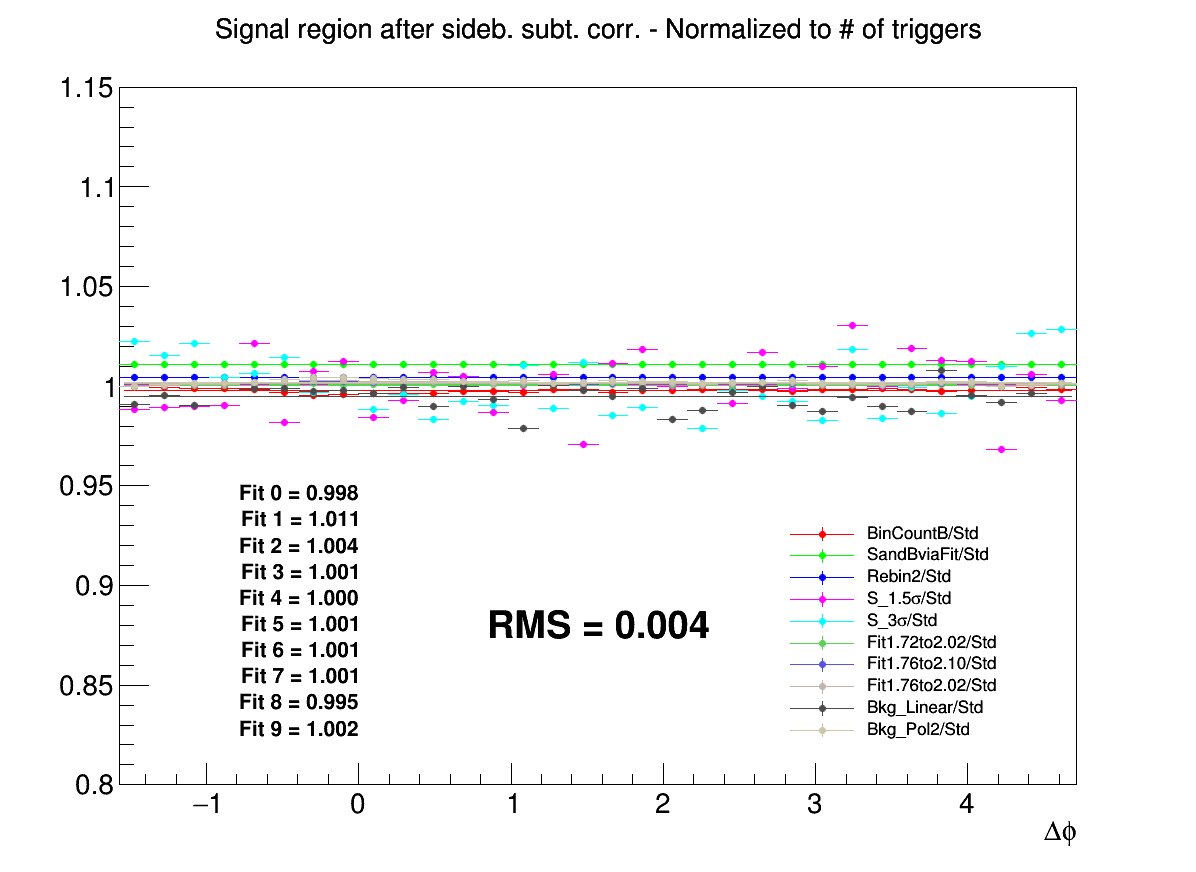 Signal region after sideb. subt. corr. - Normalized to # of triggers
1.15
1.1
1.05
1
0.95
0.9
0.85
0.8
Fit 0 = 0.998
Fit 1 = 1.011
Fit 2 = 1.004
Fit 3 = 1.001
Fit 4 = 1.000
Fit 5 = 1.001
Fit 6 = 1.001
Fit 7 = 1.001
Fit 8 = 0.995
Fit 9 = 1.002
RMS = 0.004
BinCountB/Std
SandBviaFit/Std
Rebin2/Std
S_1.5σ/Std
S_3σ/Std
Fit1.72to2.02/Std
Fit1.76to2.10/Std
Fit1.76to2.02/Std
Bkg_Linear/Std
Bkg_Pol2/Std
−1 0 1 2 3 4
Δϕ